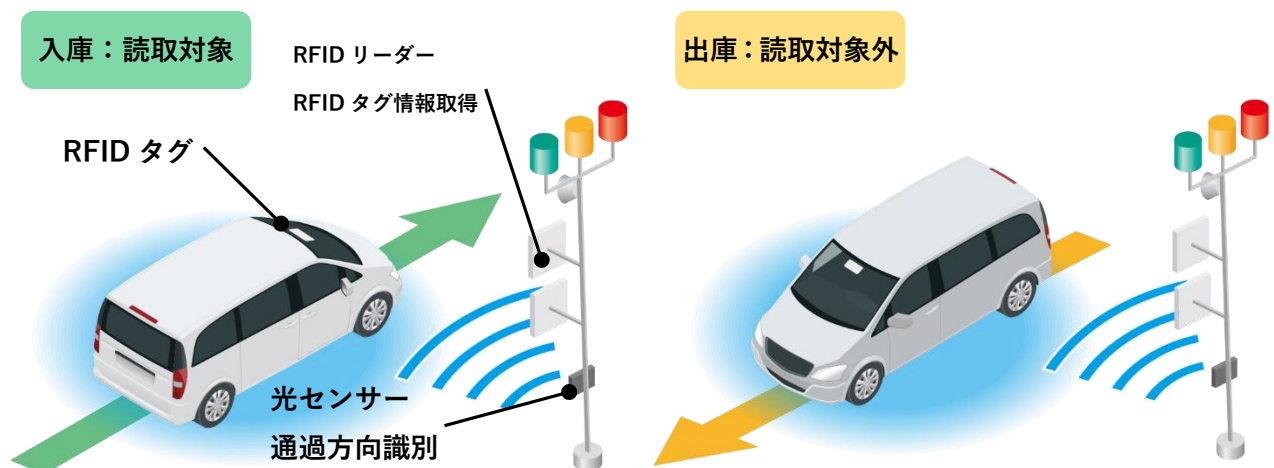 入庫：読取対象
RFID リーダー
RFID タグ情報取得
RFID タグ
光センサー
通過方向識別
出庫：読取対象外